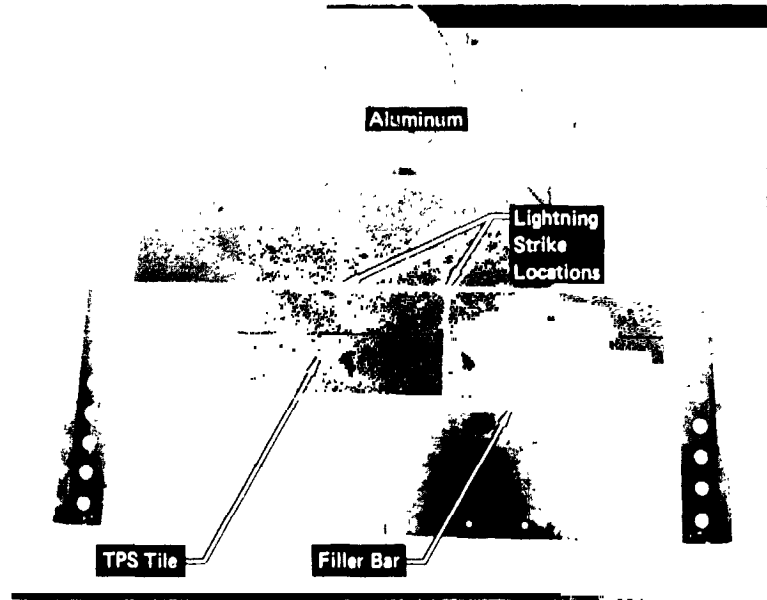 Aluminum
Lightning
Strike
Locations
TPS Tile
Filler Bar